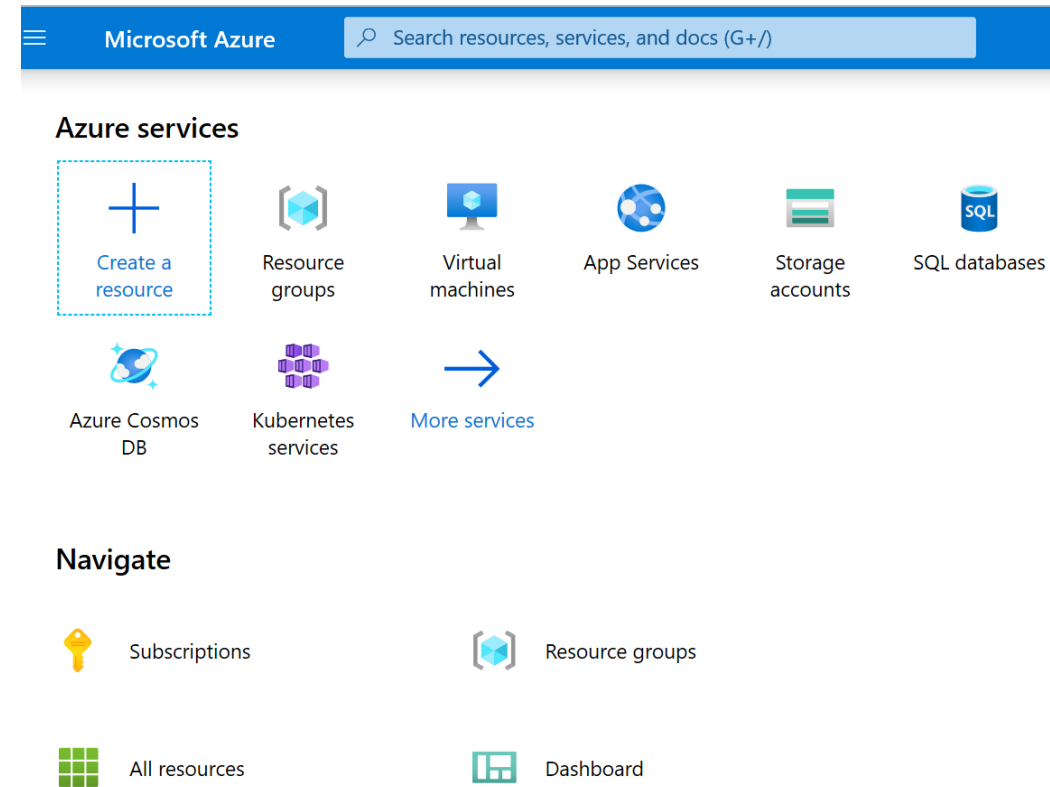 Microsoft Azure
Search resources, services, and docs (G+/)
Azure services
Create a
resource
Resource
groups
Virtual
machines
App Services
Storage
accounts
SQL
SQL databases
Azure Cosmos
DB
Kubernetes
services
More services
Navigate
Subscriptions
Resource groups
All resources
Dashboard